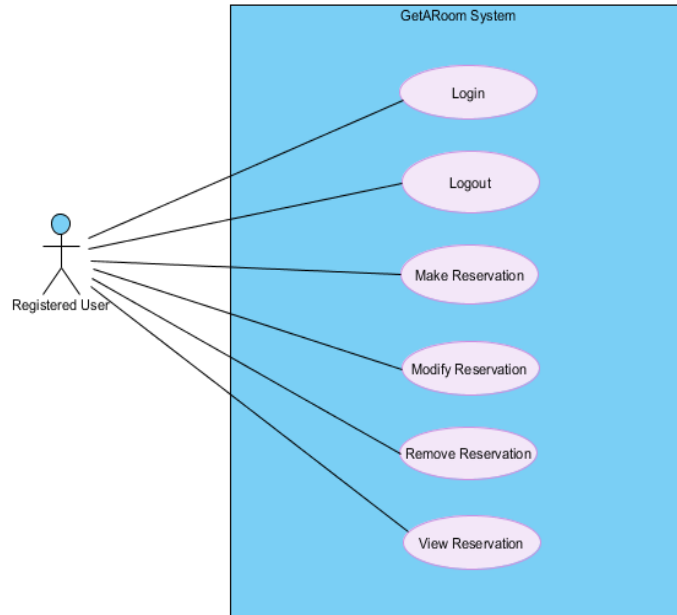 GetARoom System
Login
Logout
Make Reservation
Registered User
Modify Reservation
Remove Reservation
View Reservation